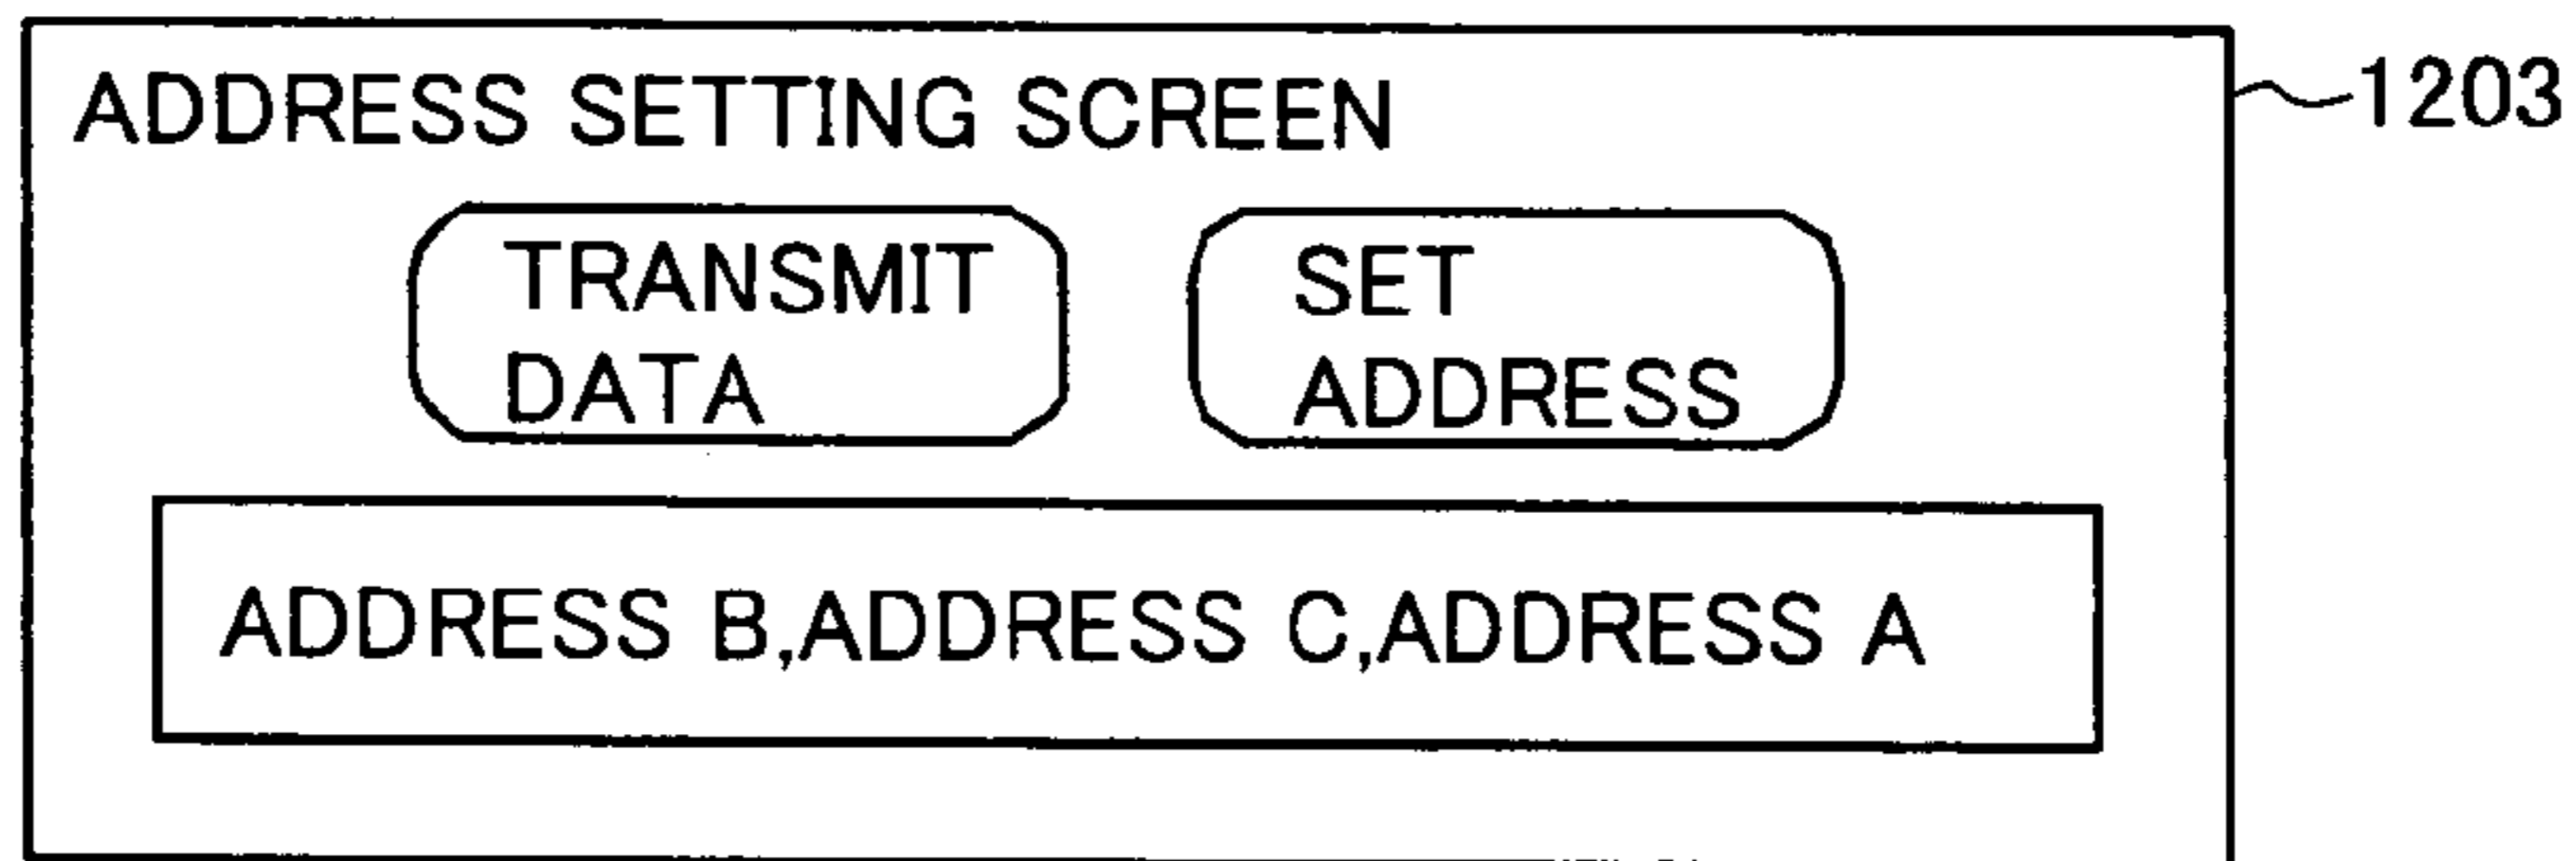 ADDRESS SETTING SCREEN
1203
TRANSMIT
DATA
SET
ADDRESS
ADDRESS B,ADDRESS C,ADDRESS A